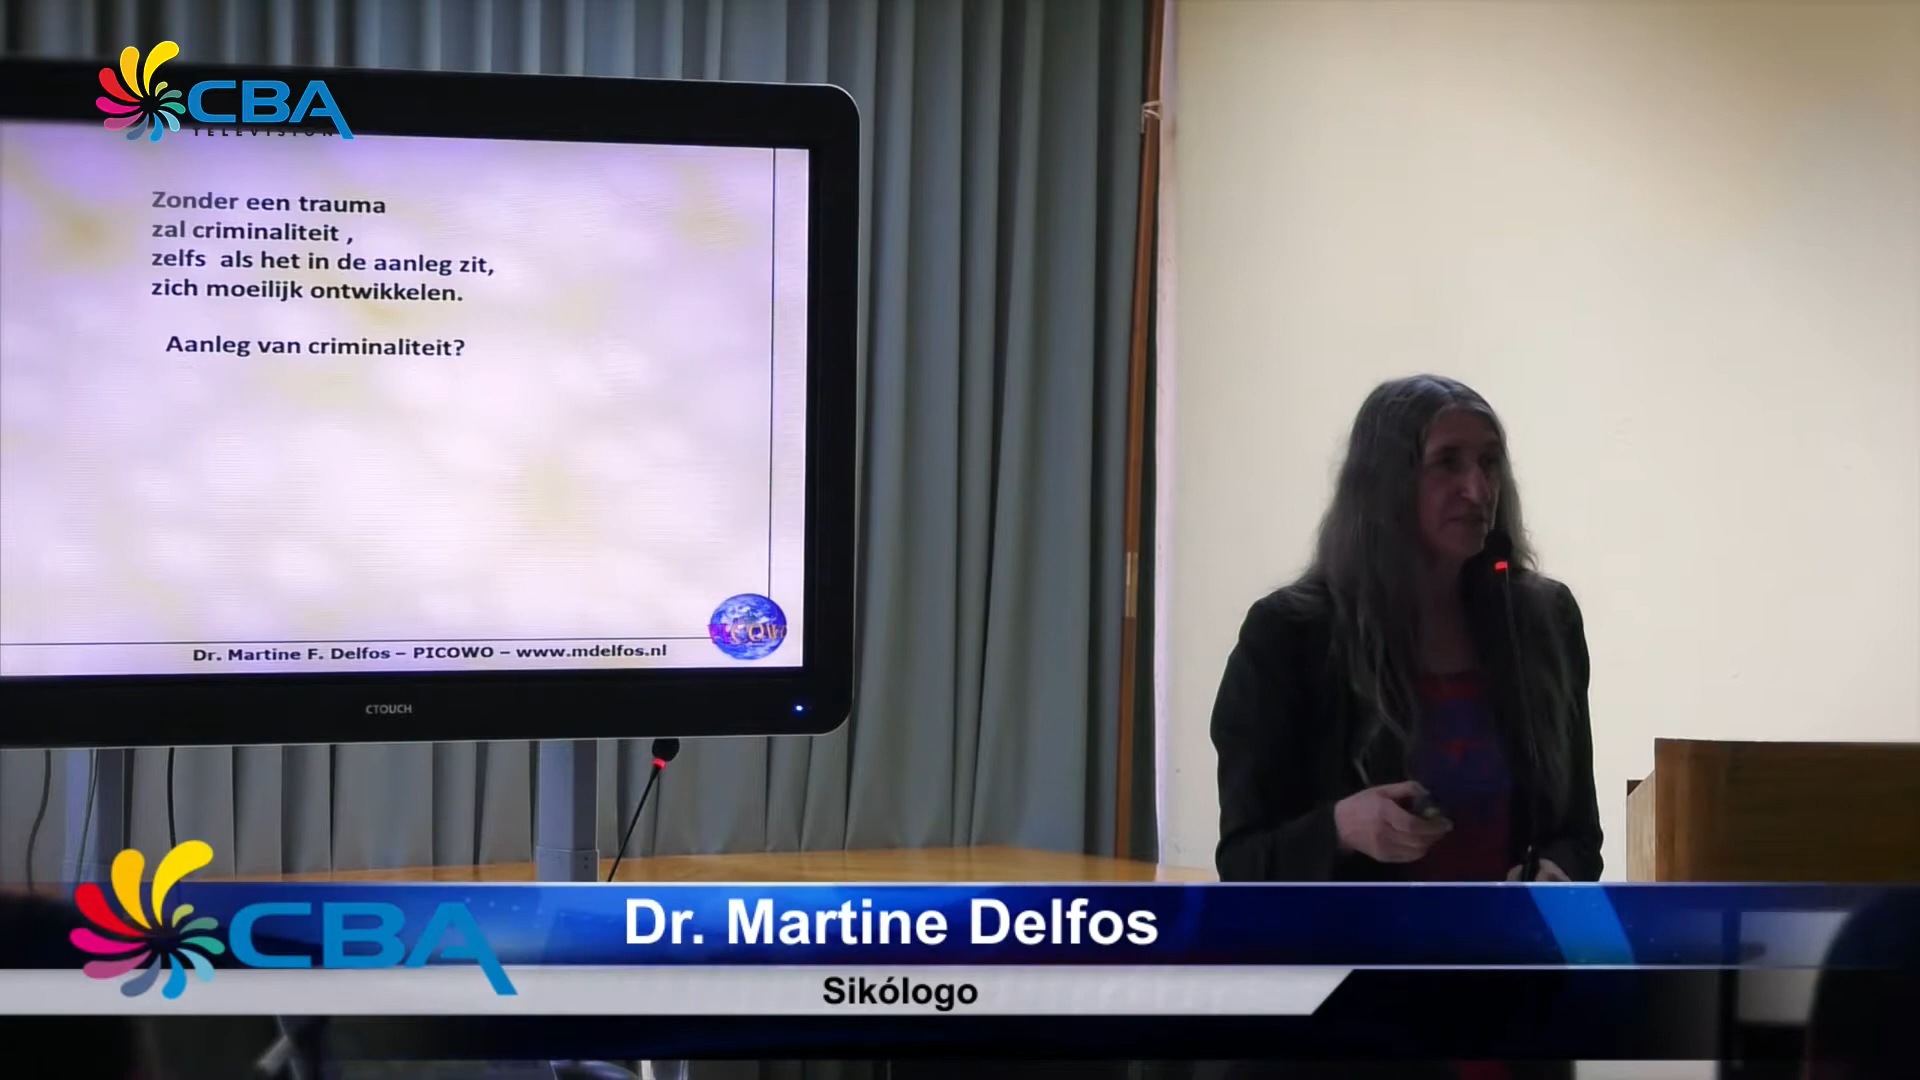 CBA
TELEVISION
Zonder een trauma
zal criminaliteit ,
zelfs als het in de aanleg zit,
zich moeilijk ontwikkelen.
Aanleg van criminaliteit?
Dr. Martine F. Delfos – PICOWO – www.mdelfos.nl
CTOUCH
CBA
Dr. Martine Delfos
Sikólogo